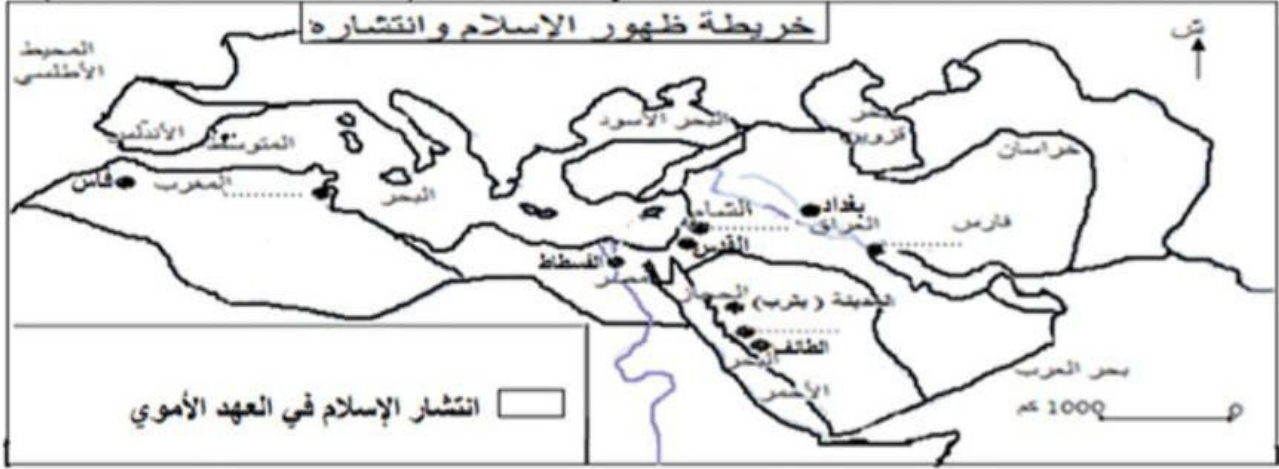 خريطة ظهور الإسلام وانتشاره
ش
المحيط
الأطلسي
الأندلس
المتوسط
البحر
البحر الأسود
بحر
قزوين
خراسان
فاس
المغرب ............
الشام
............
بغداد
العراق
فارس
............
القدس
الفسطاط
مصر
الحجاز
المدينة ( يثرب )
............
الطائف
البحر
الأحمر
بحر العرب
1000 كم
0
انتشار الإسلام في العهد الأموي